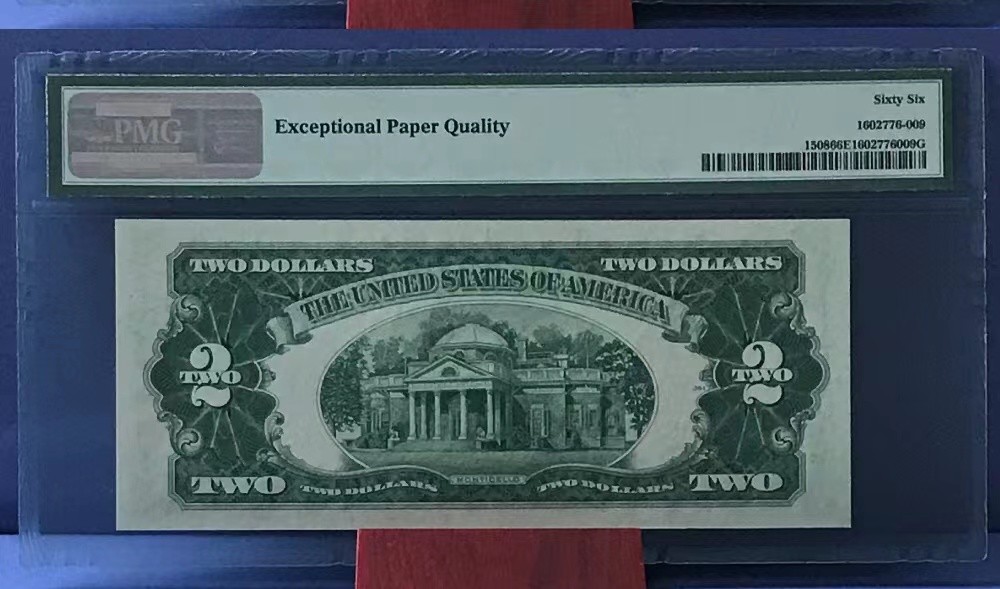 PMG
Exceptional Paper Quality
Sixty Six
1602776-009
150866E1602776009G
TWO DOLLARS
TWO DOLLARS
THE UNITED STATES OF AMERICA
2
TWO
2
TWO
TWO
TWO DOLLARS
MONTICELLO
TWO DOLLARS
TWO